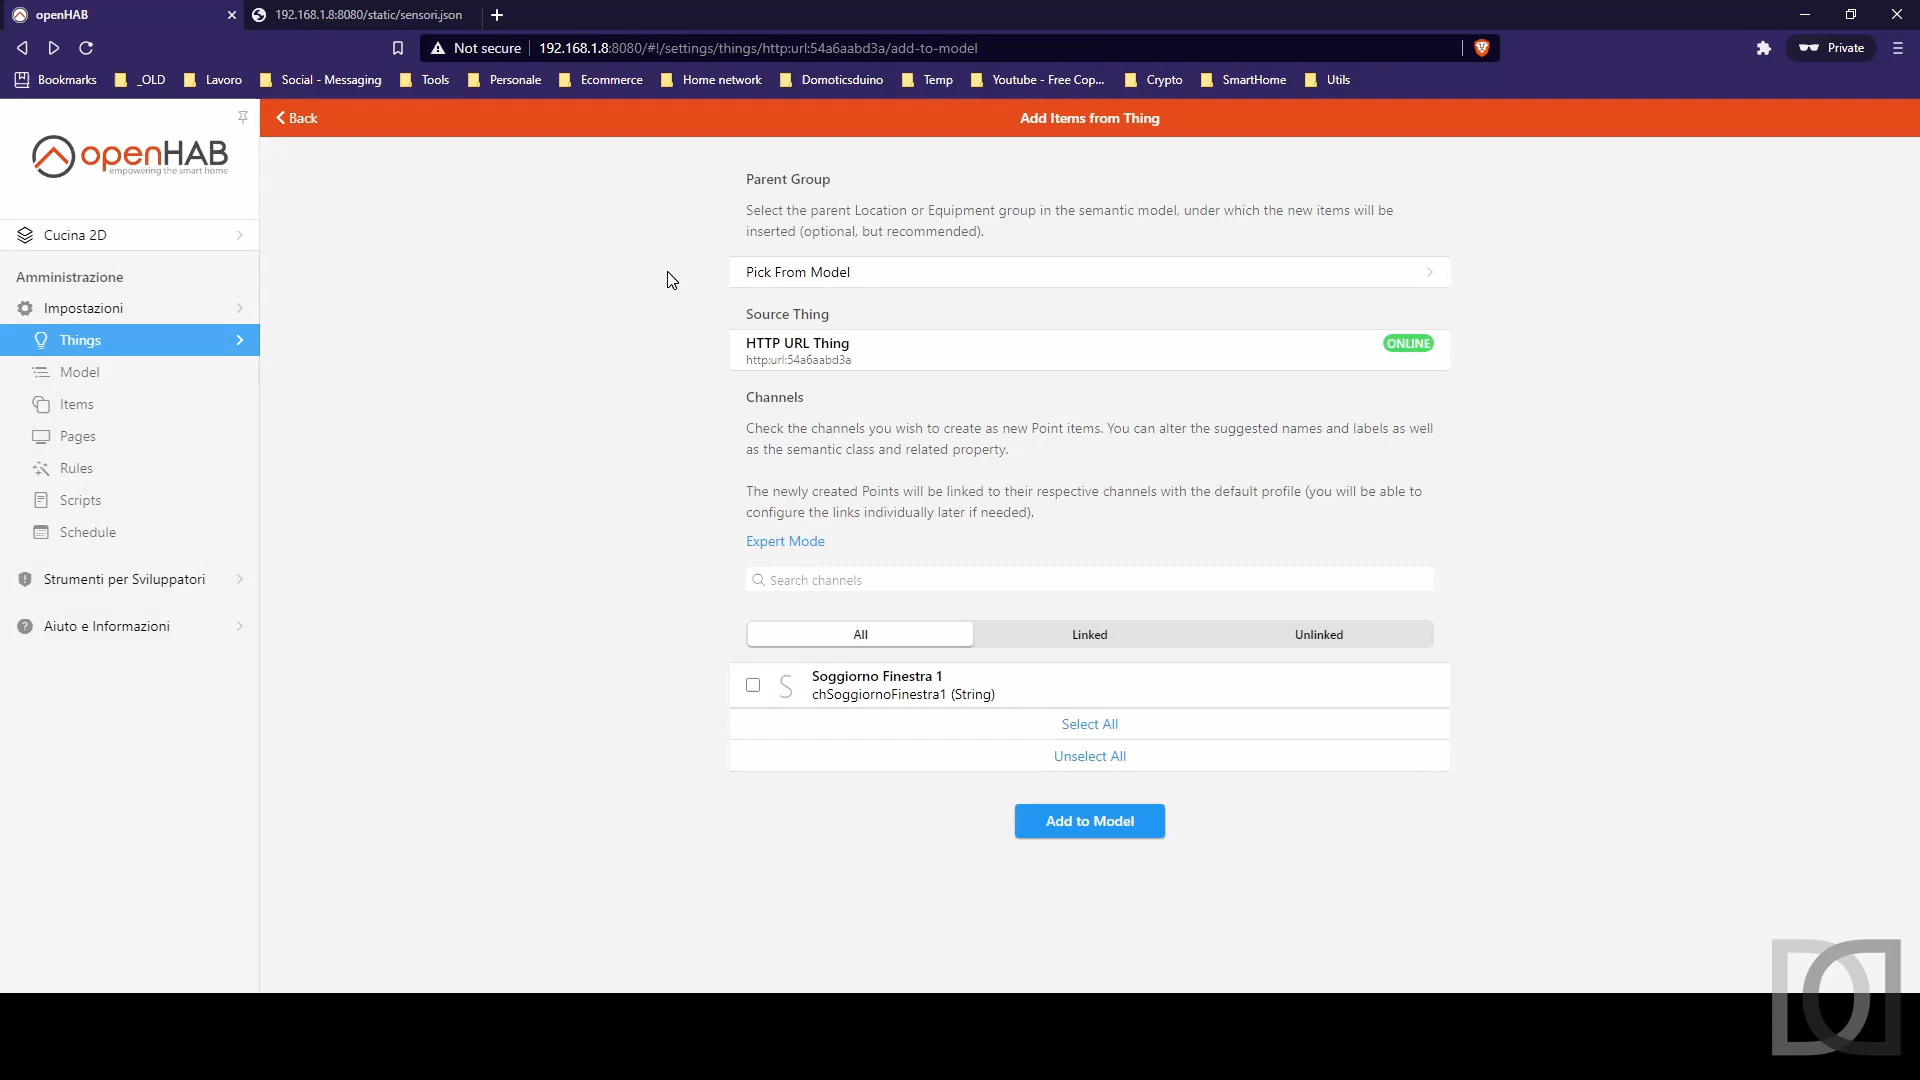 openHAB
192.168.1.8:8080/static/sensori.json
Not secure
192.168.1.8:8080/#!/settings/things/http:url:54a6aabd3a/add-to-model
Private
Bookmarks
_OLD
Lavoro
Social - Messaging
Tools
Personale
Ecommerce
Home network
Domoticsduino
Temp
Youtube - Free Cop...
Crypto
SmartHome
Utils
openHAB
empowering the smart home
Back
Add Items from Thing
Cucina 2D
Amministrazione
Impostazioni
Things
Model
Items
Pages
Rules
Scripts
Schedule
Strumenti per Sviluppatori
Aiuto e Informazioni
Parent Group
Select the parent Location or Equipment group in the semantic model, under which the new items will be
inserted (optional, but recommended).
Pick From Model
Source Thing
HTTP URL Thing
ONLINE
http:url:54a6aabd3a
Channels
Check the channels you wish to create as new Point items. You can alter the suggested names and labels as well
as the semantic class and related property.
The newly created Points will be linked to their respective channels with the default profile (you will be able to
configure the links individually later if needed).
Expert Mode
Search channels
All
Linked
Unlinked
S
Soggiorno Finestra 1
chSoggiornoFinestra1 (String)
Select All
Unselect All
Add to Model